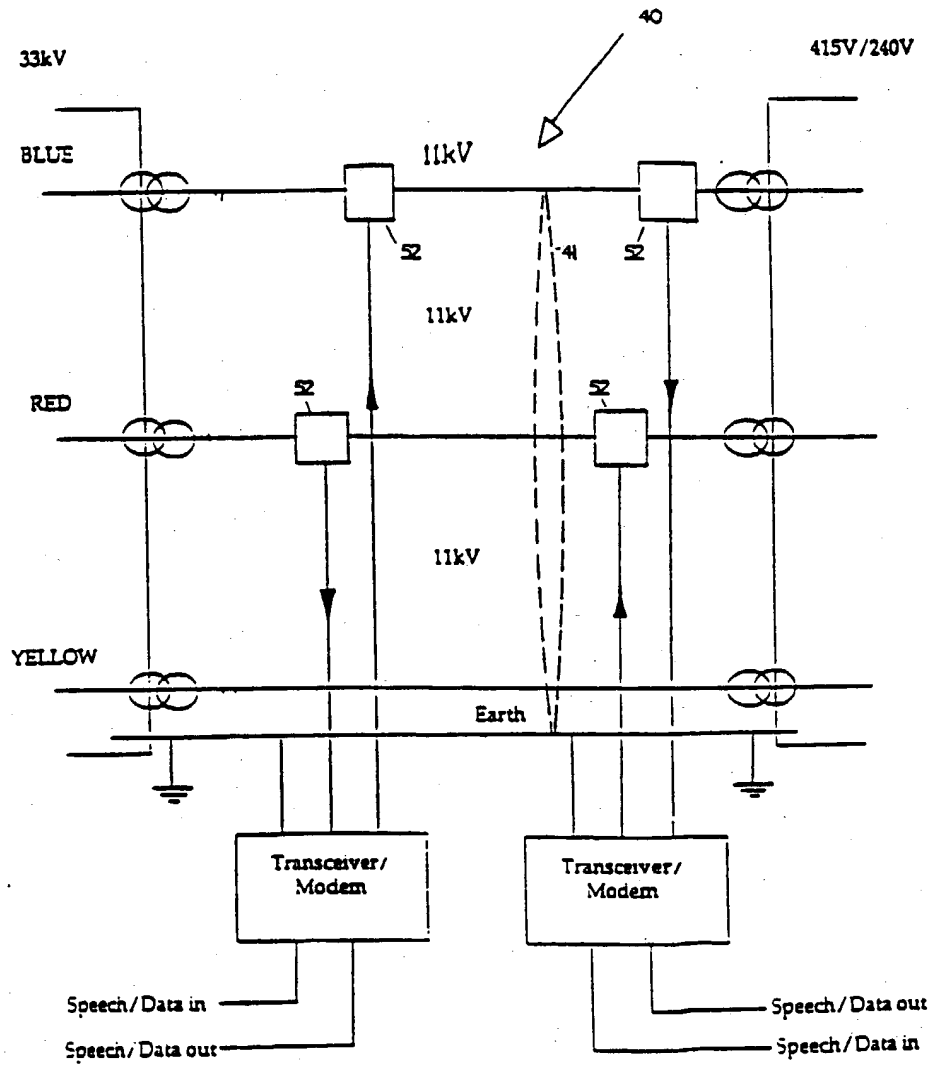 40
33kV
415V/240V
BLUE
11kV
52
41
52
11kV
RED
52
52
11kV
YELLOW
Earth
Transceiver/
Modem
Transceiver/
Modem
Speech/Data in
Speech/Data out
Speech/Data out
Speech/Data in